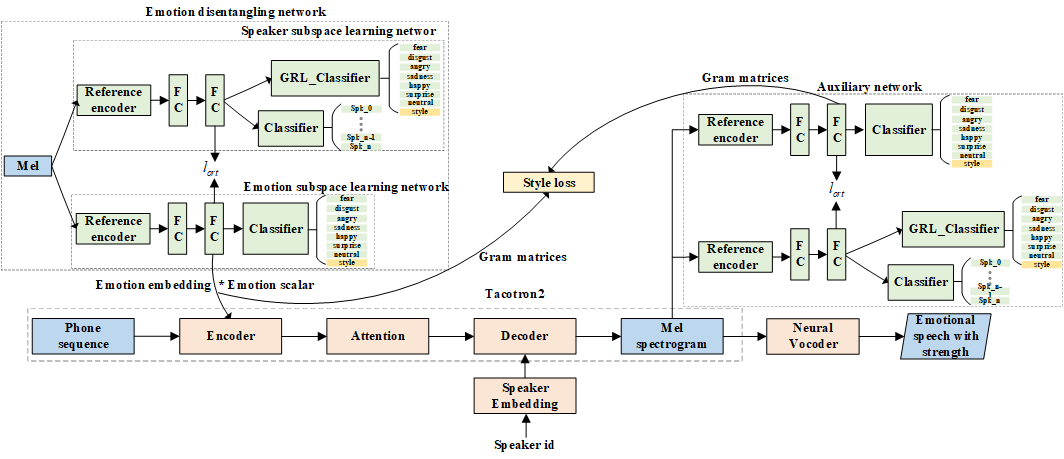 Emotion disentangling network
Speaker subspace learning networ
Mel
Reference
encoder
F
C
F
C
GRL_Classifier
fear
disgust
angry
sadness
happy
surprise
neutral
style
Classifier
Spk_0
Spk_n-1
Spk_n
l_ort
Emotion subspace learning network
Reference
encoder
F
C
F
C
Classifier
fear
disgust
angry
sadness
happy
surprise
neutral
style
Emotion embedding * Emotion scalar
Gram matrices
Style loss
Gram matrices
Auxiliary network
Reference
encoder
F
C
F
C
Classifier
fear
disgust
angry
sadness
happy
surprise
neutral
style
l_ort
Reference
encoder
F
C
F
C
GRL_Classifier
fear
disgust
angry
sadness
happy
surprise
neutral
style
Classifier
Spk_0
Spk_n-
1
Spk_n
Tacotron2
Phone
sequence
Encoder
Attention
Decoder
Mel
spectrogram
Neural
Vocoder
Emotional
speech with
strength
Speaker
Embedding
Speaker id